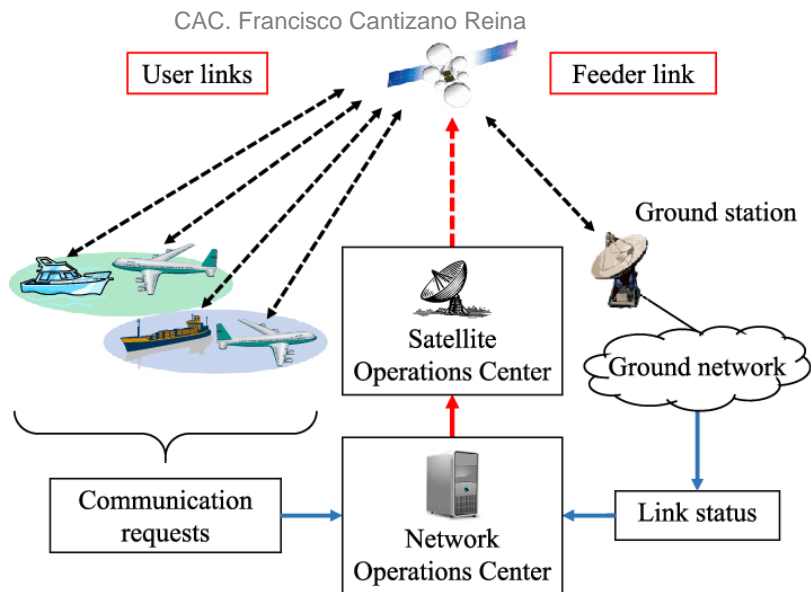 CAC. Francisco Cantizano Reina
User links
Feeder link
Ground station
Satellite
Operations Center
Ground network
Communication
requests
Network
Operations Center
Link status